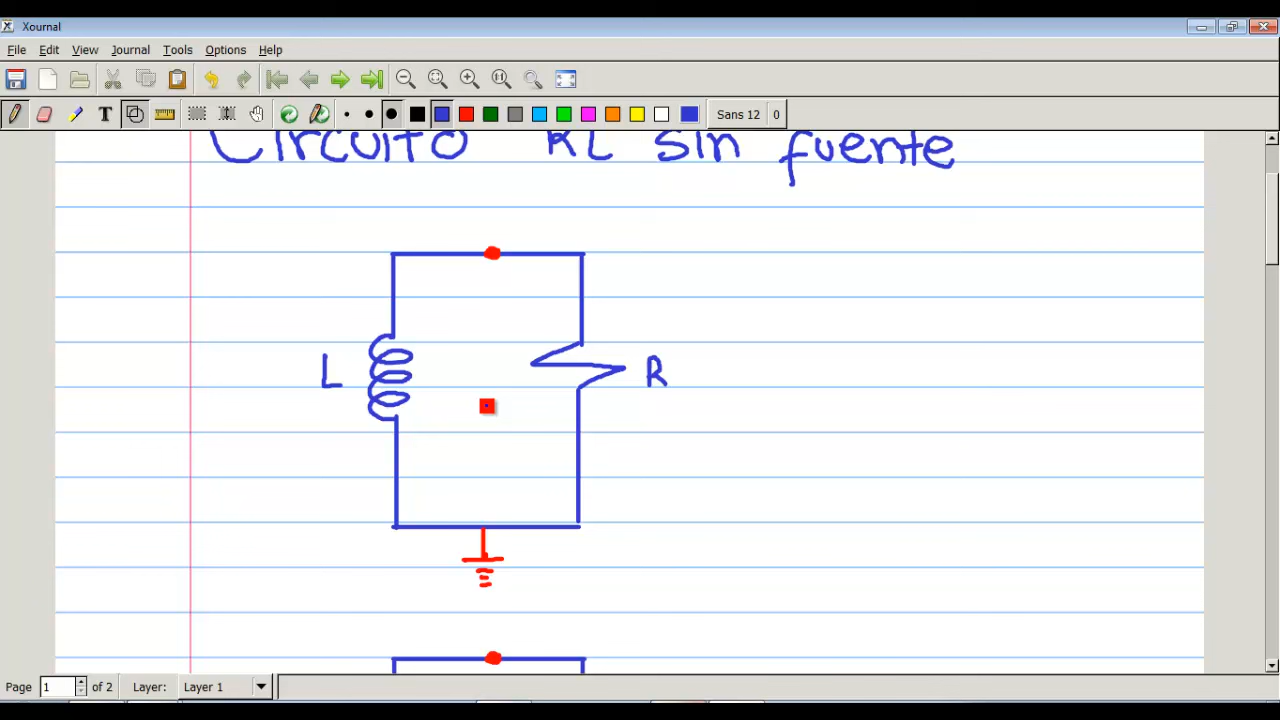 Xournal
File Edit View Journal Tools Options Help
T Sans 12 0
Circuito RL sin fuente
L R
Page 1 of 2 Layer: Layer 1